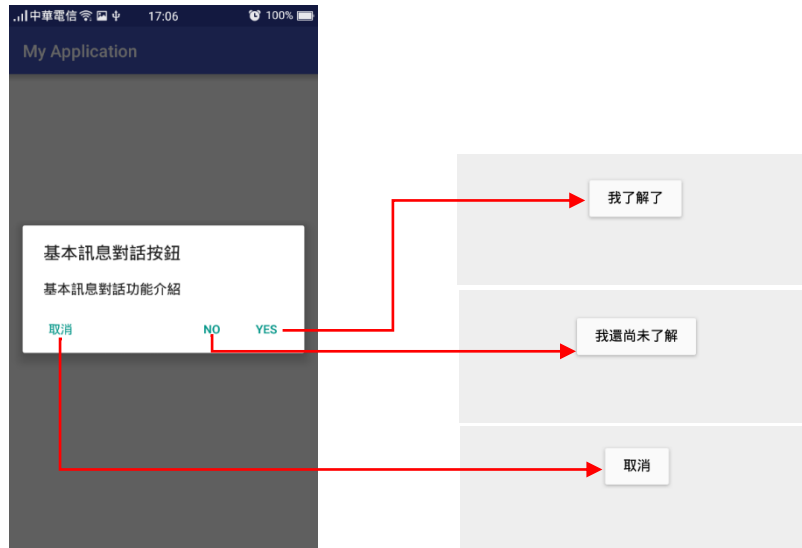 中華電信 17:06 100%
My Application
基本訊息對話按鈕
基本訊息對話功能介紹
取消 NO YES
我了解了
我還尚未了解
取消